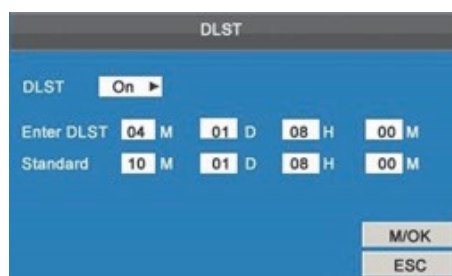 DLST
DLST On
Enter DLST 04 M 01 D 08 H 00 M
Standard 10 M 01 D 08 H 00 M
M/OK
ESC